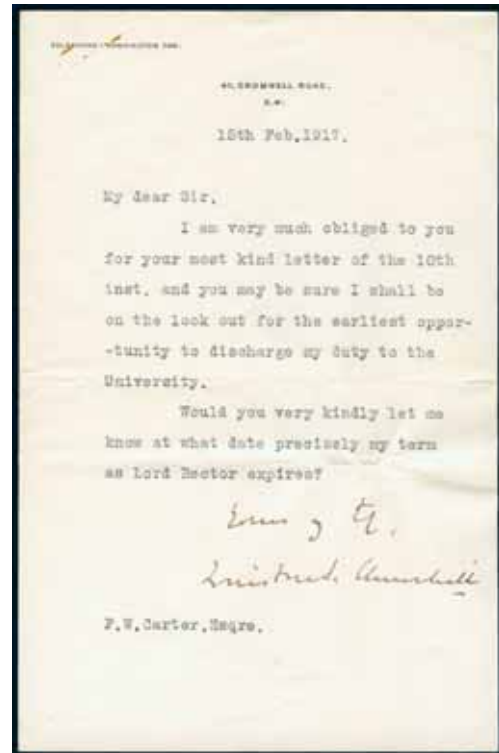 41, CROMWELL ROAD,
S.W.
15th Feb, 1917.
My dear Sir,
I am very much obliged to you
for your most kind letter of the 10th
inst, and you may be sure I shall be
on the look out for the earliest oppor-
-tunity to discharge my duty to the
University.
Would you very kindly let me
know at what date precisely my term
as Lord Rector expires?
Winston S. Churchill
F.W.Carter,Esqre.